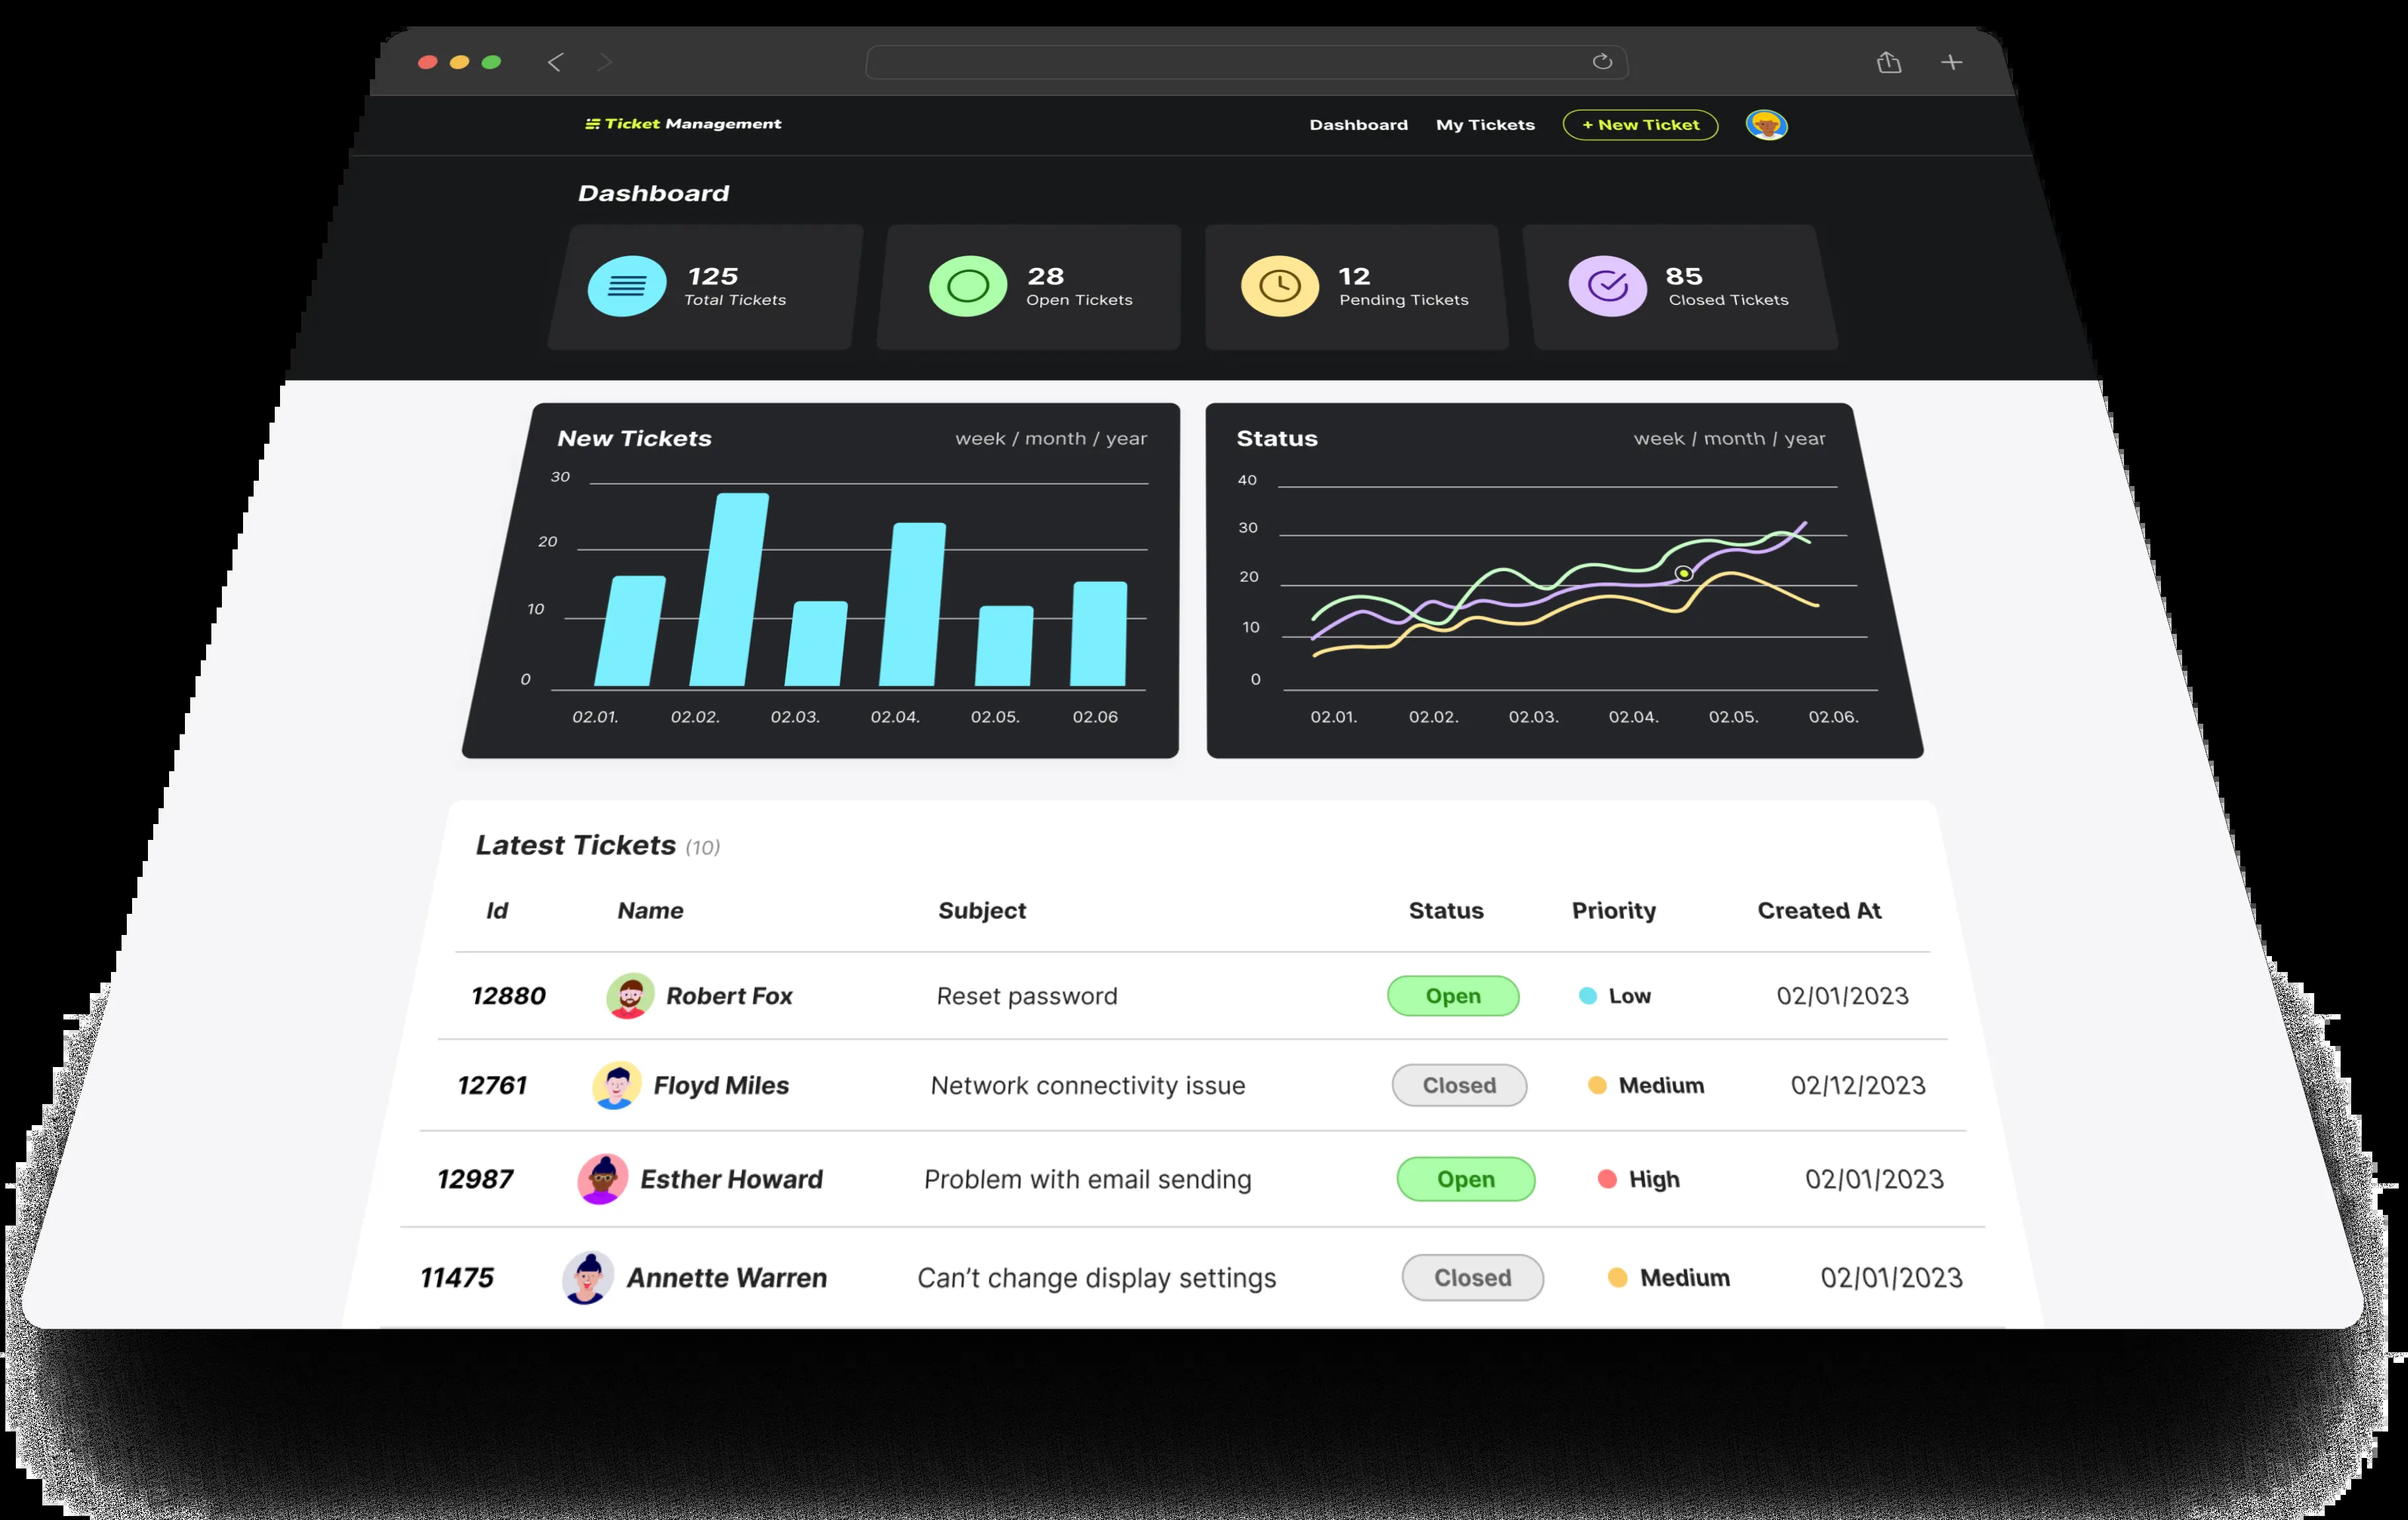 Ticket Management
Dashboard My Tickets + New Ticket
Dashboard
125
Total Tickets
28
Open Tickets
12
Pending Tickets
85
Closed Tickets
New Tickets week / month / year
30
20
10
0
02.01. 02.02. 02.03. 02.04. 02.05. 02.06
Status week / month / year
40
30
20
10
0
02.01. 02.02. 02.03. 02.04. 02.05. 02.06.
Latest Tickets (10)
Id Name Subject Status Priority Created At
12880 Robert Fox Reset password Open Low 02/01/2023
12761 Floyd Miles Network connectivity issue Closed Medium 02/12/2023
12987 Esther Howard Problem with email sending Open High 02/01/2023
11475 Annette Warren Can’t change display settings Closed Medium 02/01/2023